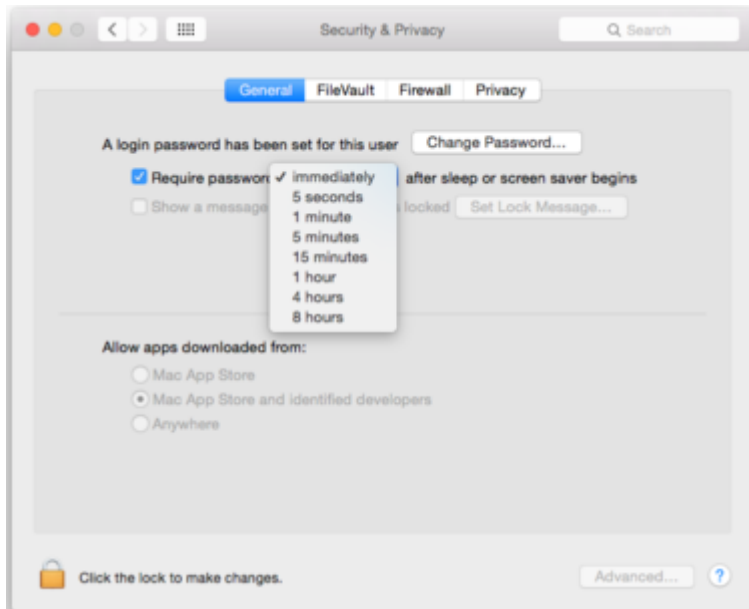 Security & Privacy
Search
General FileVault Firewall Privacy
A login password has been set for this user Change Password...
Require password ✓ immediately after sleep or screen saver begins
5 seconds
Show a message locked Set Lock Message...
1 minute
5 minutes
15 minutes
1 hour
4 hours
8 hours
Allow apps downloaded from:
Mac App Store
Mac App Store and identified developers
Anywhere
Click the lock to make changes.
Advanced... ?